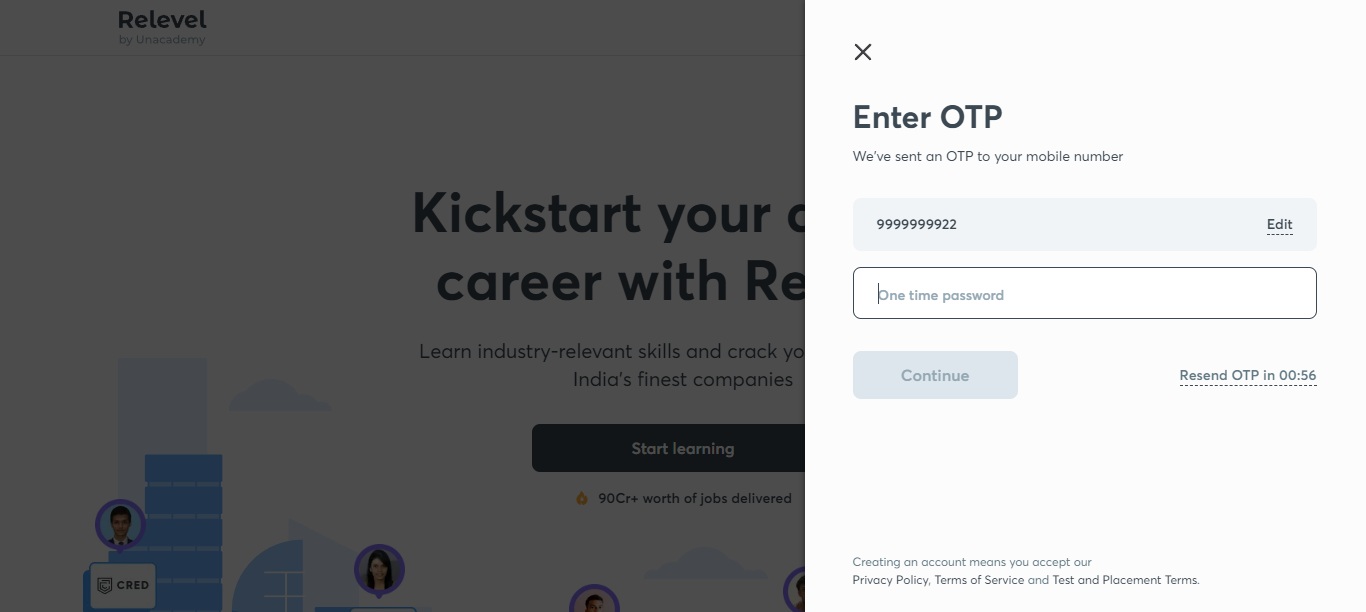 Relevel
by Unacademy
Kickstart your
career with Re
Learn industry-relevant skills and crack yo
India's finest companies
Start learning
90Cr+ worth of jobs delivered
CRED
Enter OTP
We've sent an OTP to your mobile number
9999999922 Edit
One time password
Continue Resend OTP in 00:56
Creating an account means you accept our
Privacy Policy, Terms of Service and Test and Placement Terms.